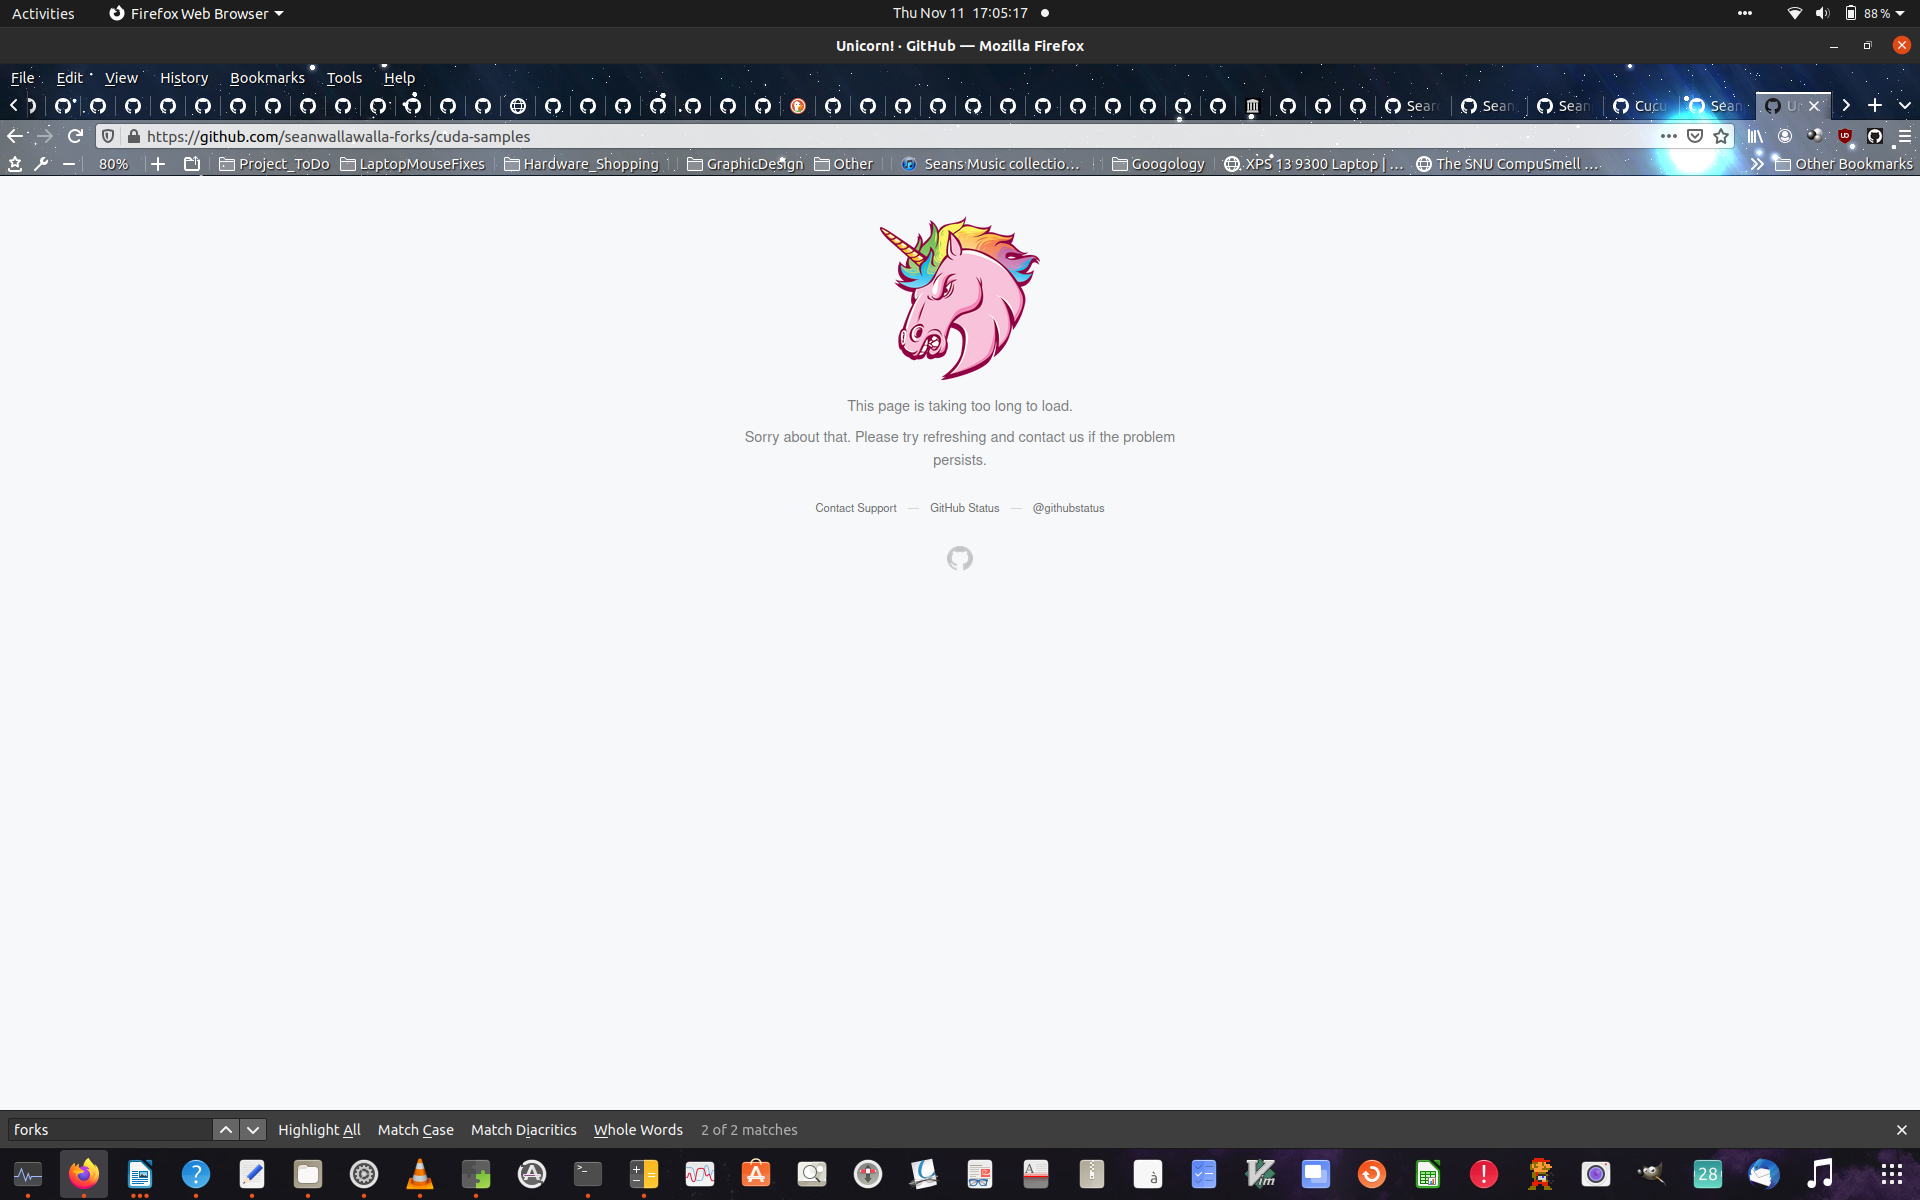 Activities Firefox Web Browser Thu Nov 11 17:05:17 88 %
Unicorn! · GitHub — Mozilla Firefox
File Edit View History Bookmarks Tools Help
Sear Sean Sean Cucu Sean Un
https://github.com/seanwallawalla-forks/cuda-samples
80% Project_ToDo LaptopMouseFixes Hardware_Shopping GraphicDesign Other Seans Music collectio… Googology XPS 13 9300 Laptop | … The SNU CompuSmell … Other Bookmarks
This page is taking too long to load.
Sorry about that. Please try refreshing and contact us if the problem
persists.
Contact Support — GitHub Status — @githubstatus
forks Highlight All Match Case Match Diacritics Whole Words 2 of 2 matches
28